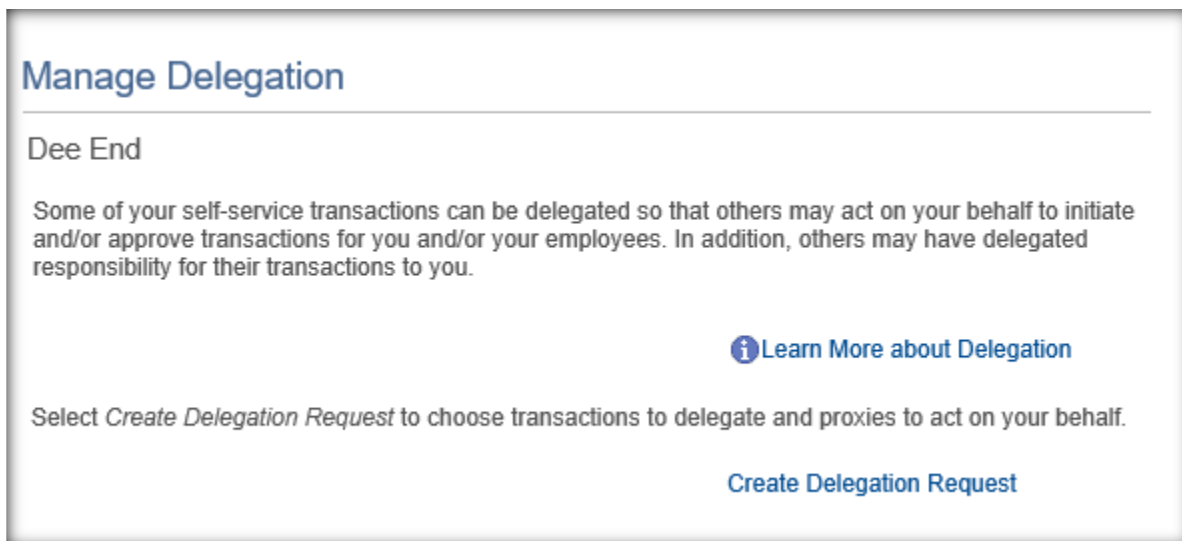 Manage Delegation
Dee End
Some of your self-service transactions can be delegated so that others may act on your behalf to initiate
and/or approve transactions for you and/or your employees. In addition, others may have delegated
responsibility for their transactions to you.
Learn More about Delegation
Select Create Delegation Request to choose transactions to delegate and proxies to act on your behalf.
Create Delegation Request